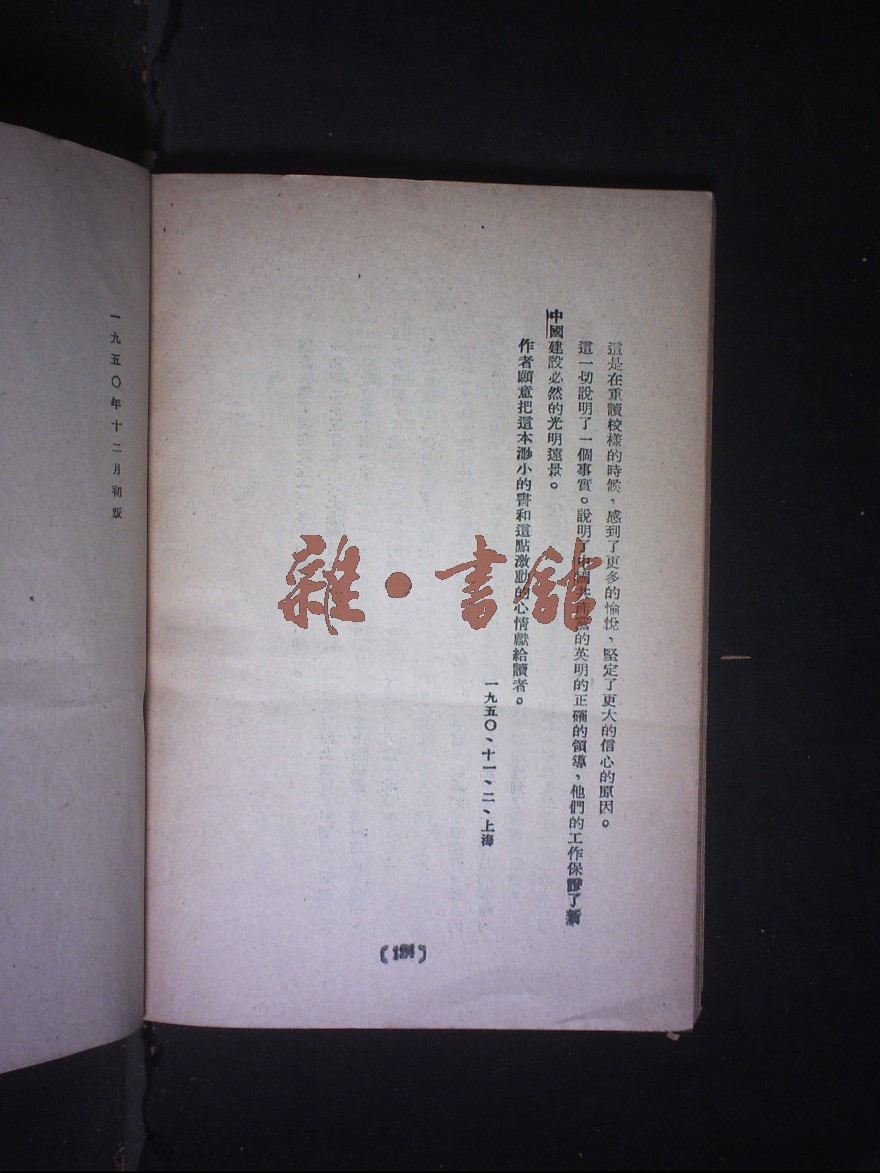 這是在重讀校樣的時候，感到了更多的愉悅，堅定了更大的信心的原因。
這一切說明了一個事實。說明了中國共產黨的英明的正確的領導，他們的工作保證了新
中國建設必然的光明遠景。
作者願意把這本渺小的書和這點激動的心情獻給讀者。
一九五〇、十一、二、上海
雜·書館
一九五〇年十二月初版